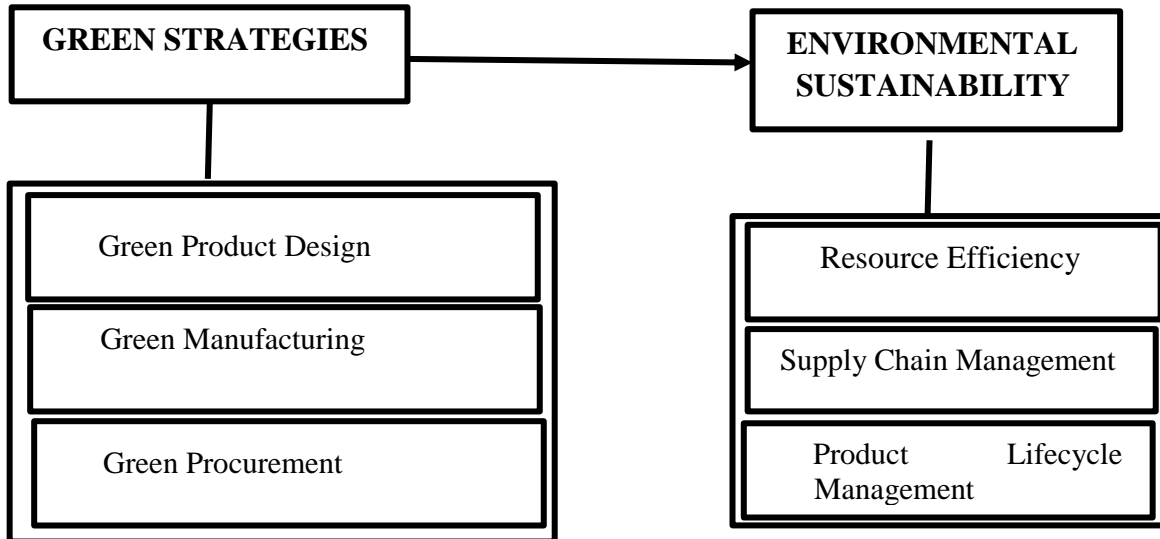 GREEN STRATEGIES
ENVIRONMENTAL
SUSTAINABILITY
Green Product Design
Green Manufacturing
Green Procurement
Resource Efficiency
Supply Chain Management
Product Lifecycle
Management